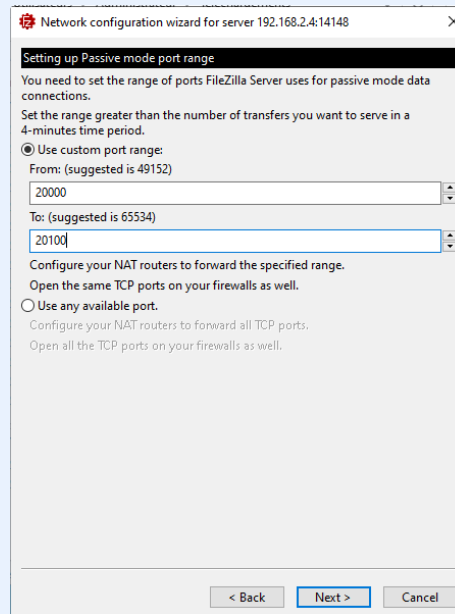 Network configuration wizard for server 192.168.2.4:14148
Setting up Passive mode port range
You need to set the range of ports FileZilla Server uses for passive mode data
connections.
Set the range greater than the number of transfers you want to serve in a
4-minutes time period.
Use custom port range:
From: (suggested is 49152)
20000
To: (suggested is 65534)
20100
Configure your NAT routers to forward the specified range.
Open the same TCP ports on your firewalls as well.
Use any available port.
Configure your NAT routers to forward all TCP ports.
Open all the TCP ports on your firewalls as well.
< Back
Next >
Cancel